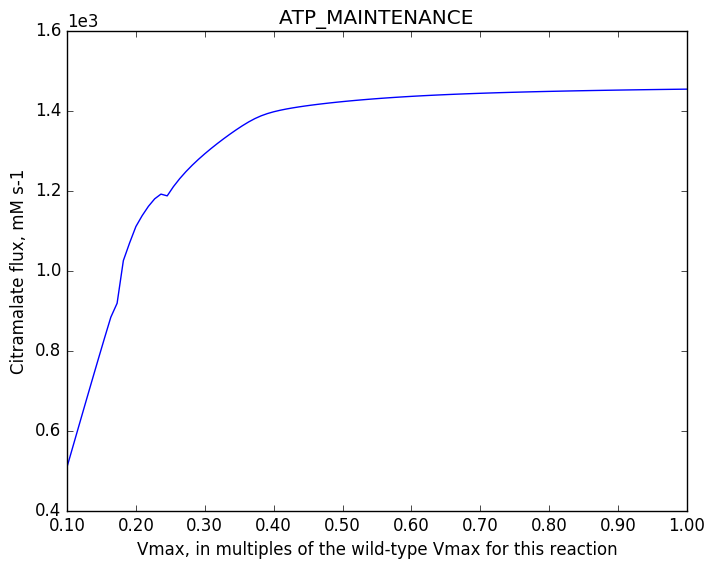 ATP_MAINTENANCE
1e3
1.6
1.4
1.2
1.0
0.8
0.6
0.4
Citramalate flux, mM s-1
0.10 0.20 0.30 0.40 0.50 0.60 0.70 0.80 0.90 1.00
Vmax, in multiples of the wild-type Vmax for this reaction